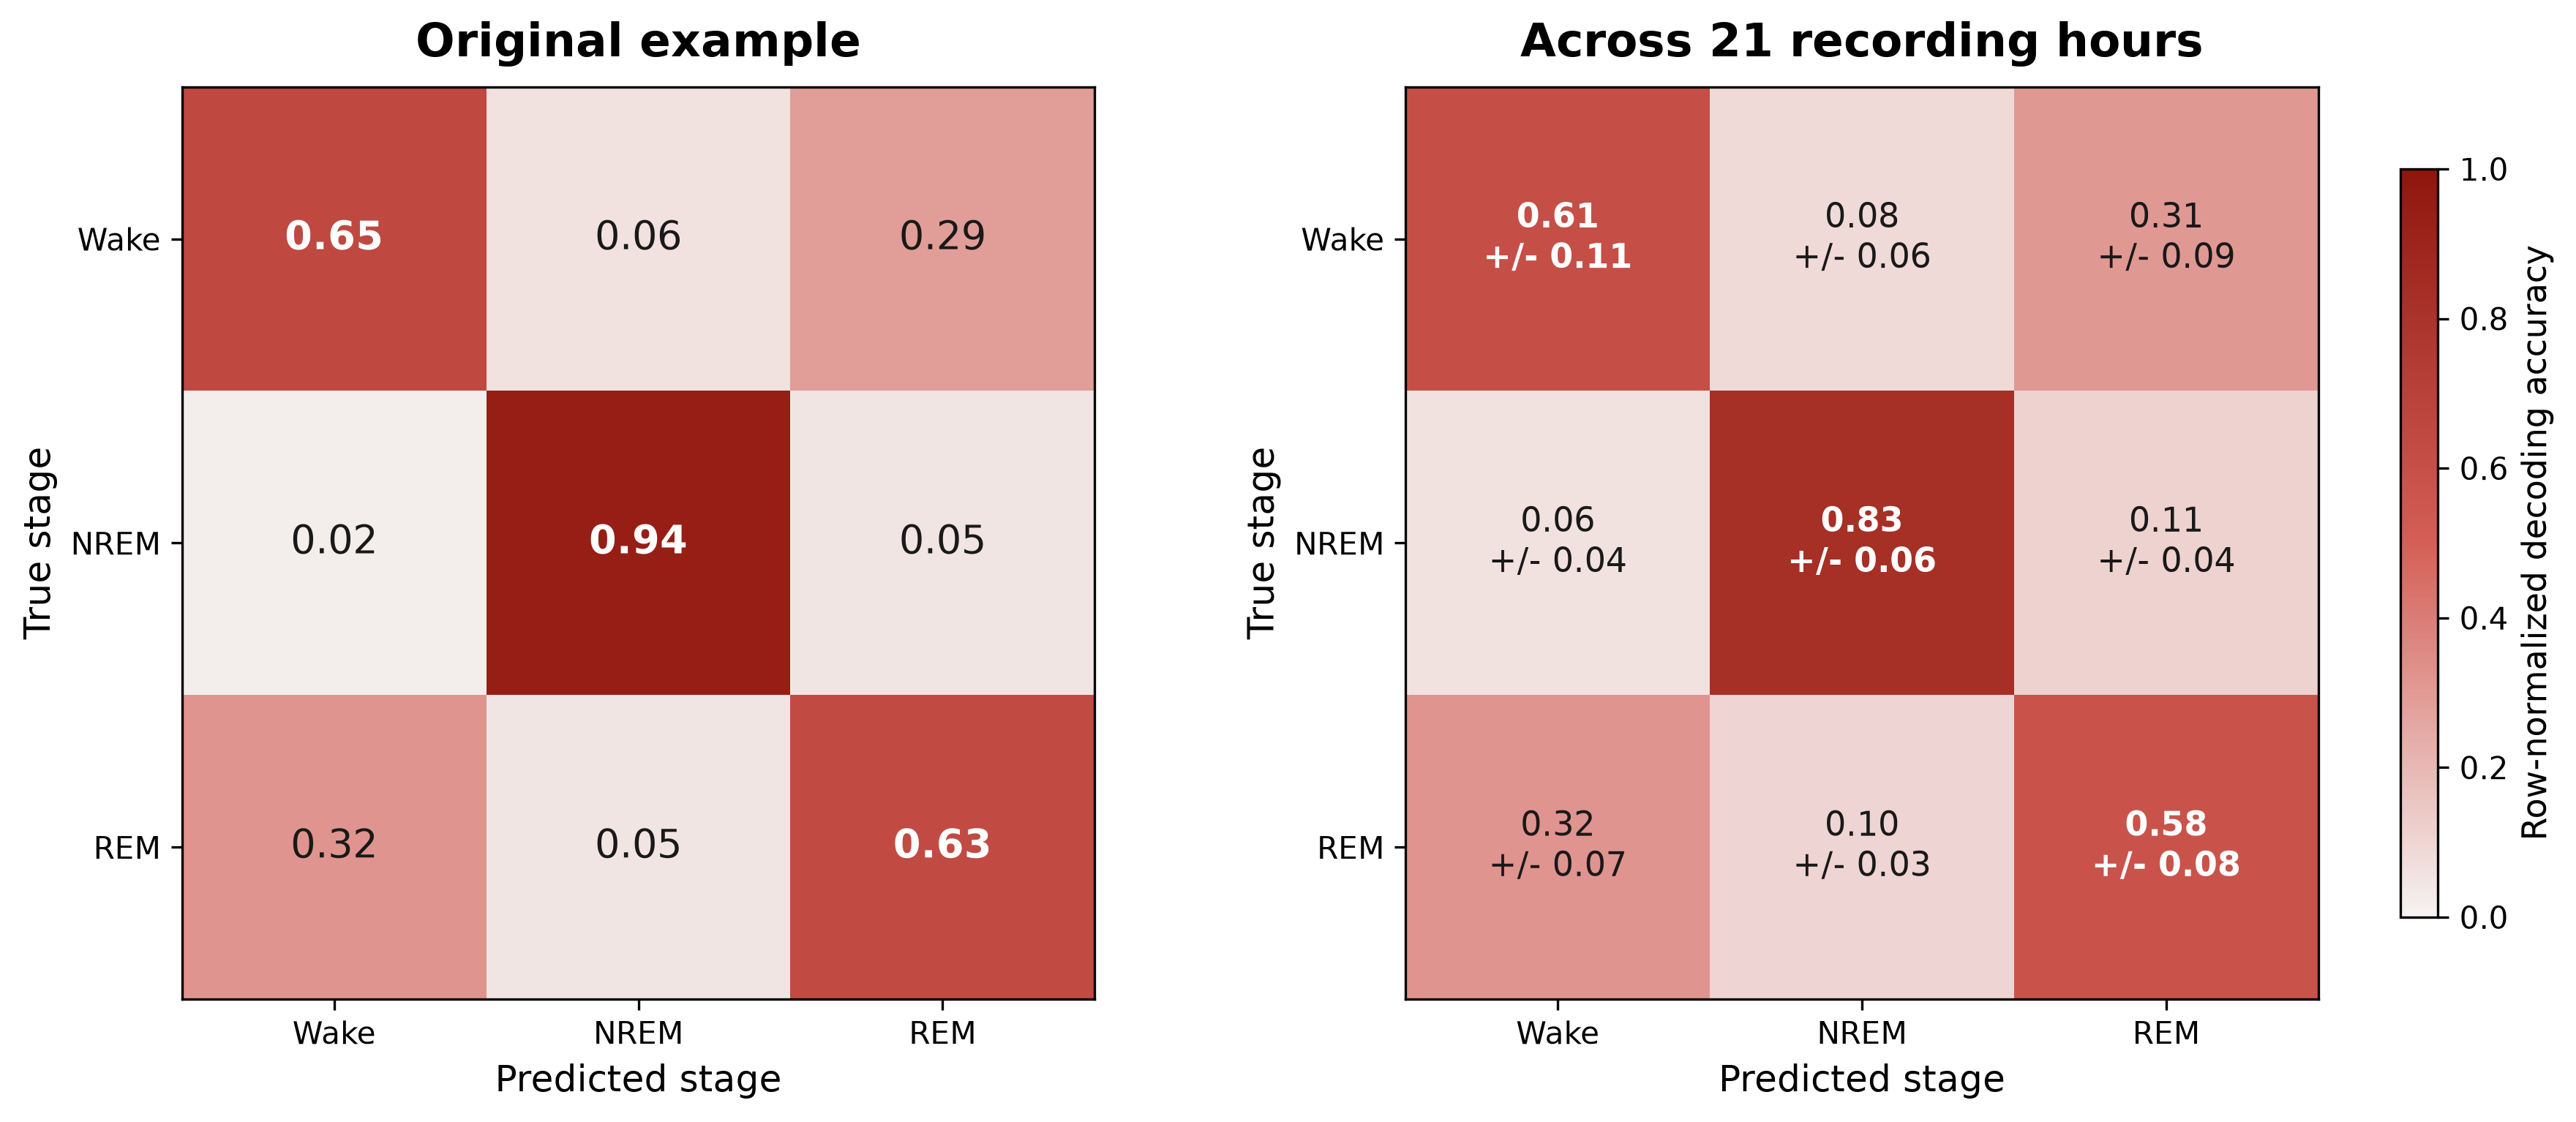 Original example
True stage
Wake
NREM
REM
0.65
0.06
0.29
0.02
0.94
0.05
0.32
0.05
0.63
Wake
NREM
REM
Predicted stage
Across 21 recording hours
True stage
Wake
NREM
REM
0.61
+/- 0.11
0.08
+/- 0.06
0.31
+/- 0.09
0.06
+/- 0.04
0.83
+/- 0.06
0.11
+/- 0.04
0.32
+/- 0.07
0.10
+/- 0.03
0.58
+/- 0.08
Wake
NREM
REM
Predicted stage
1.0
0.8
0.6
0.4
0.2
0.0
Row-normalized decoding accuracy